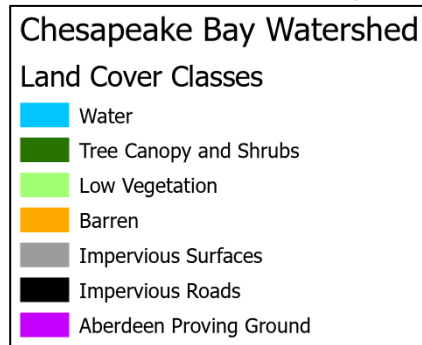 Chesapeake Bay Watershed
Land Cover Classes
Water
Tree Canopy and Shrubs
Low Vegetation
Barren
Impervious Surfaces
Impervious Roads
Aberdeen Proving Ground